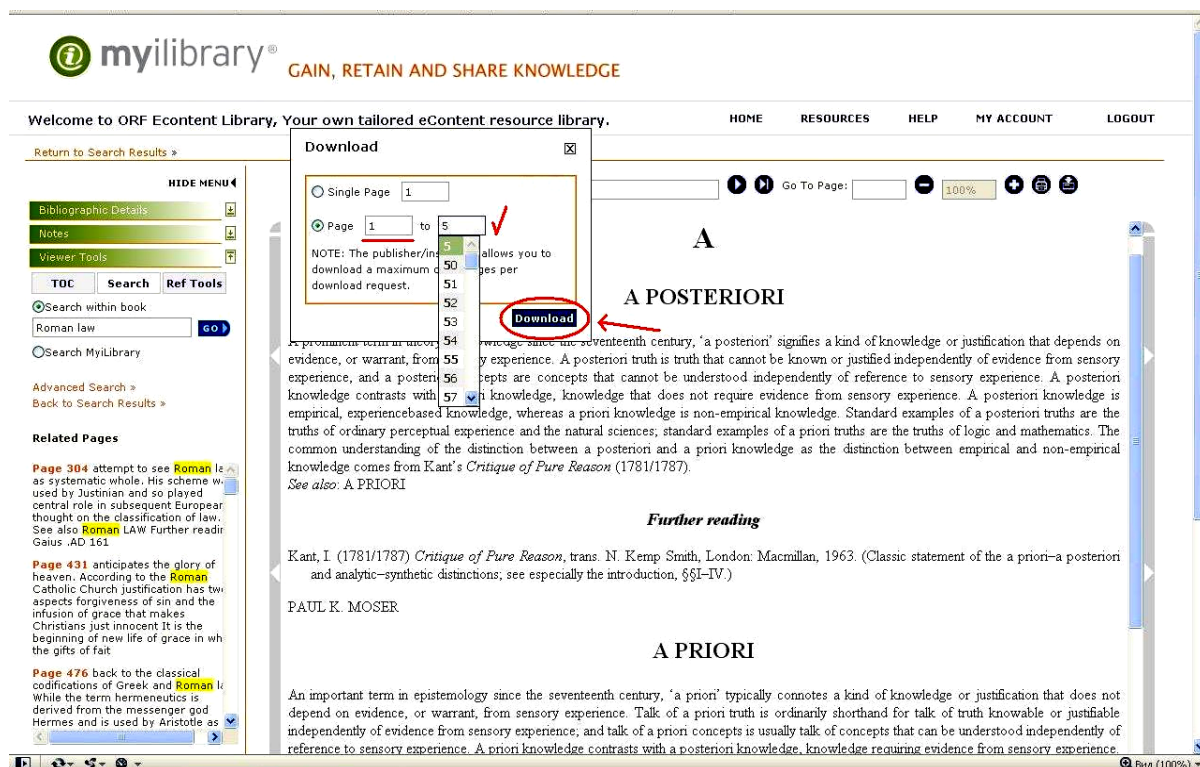 myilibrary®
GAIN, RETAIN AND SHARE KNOWLEDGE
Welcome to ORF Econtent Library, Your own tailored eContent resource library.
HOME RESOURCES HELP MY ACCOUNT LOGOUT
Return to Search Results »
HIDE MENU
Bibliographic Details
Notes
Viewer Tools
TOC Search Ref Tools
Search within book
Roman law GO
Search MyiLibrary
Advanced Search »
Back to Search Results »
Related Pages
Page 304 attempt to see Roman la
as systematic whole. His scheme w
used by Justinian and so played
central role in subsequent European
thought on the classification of law.
See also Roman LAW Further readin
Gaius .AD 161
Page 431 anticipates the glory of
heaven. According to the Roman
Catholic Church justification has two
aspects forgiveness of sin and the
infusion of grace that makes
Christians just innocent It is the
beginning of new life of grace in wh
the gifts of fait
Page 476 back to the classical
codifications of Greek and Roman la
While the term hermeneutics is
derived from the messenger god
Hermes and is used by Aristotle as
Download
Single Page 1
Page 1 to 5
NOTE: The publisher/ins allows you to
download a maximum o ges per
download request.
5
50
51
52
53
54
55
56
57
Download
Go To Page: 100%
A
A POSTERIORI
A prominent term in theory owledge since the seventeenth century, ‘a posteriori’ signifies a kind of knowledge or justification that depends on
evidence, or warrant, from y experience. A posteriori truth is truth that cannot be known or justified independently of evidence from sensory
experience, and a posteri cepts are concepts that cannot be understood independently of reference to sensory experience. A posteriori
knowledge contrasts with i knowledge, knowledge that does not require evidence from sensory experience. A posteriori knowledge is
empirical, experiencebased knowledge, whereas a priori knowledge is non-empirical knowledge. Standard examples of a posteriori truths are the
truths of ordinary perceptual experience and the natural sciences; standard examples of a priori truths are the truths of logic and mathematics. The
common understanding of the distinction between a posteriori and a priori knowledge as the distinction between empirical and non-empirical
knowledge comes from Kant’s Critique of Pure Reason (1781/1787).
See also: A PRIORI
Further reading
Kant, I. (1781/1787) Critique of Pure Reason, trans. N. Kemp Smith, London: Macmillan, 1963. (Classic statement of the a priori–a posteriori
and analytic–synthetic distinctions; see especially the introduction, §§I–IV.)
PAUL K. MOSER
A PRIORI
An important term in epistemology since the seventeenth century, ‘a priori’ typically connotes a kind of knowledge or justification that does not
depend on evidence, or warrant, from sensory experience. Talk of a priori truth is ordinarily shorthand for talk of truth knowable or justifiable
independently of evidence from sensory experience; and talk of a priori concepts is usually talk of concepts that can be understood independently of
reference to sensory experience. A priori knowledge contrasts with a posteriori knowledge, knowledge requiring evidence from sensory experience.
Вид (100%)